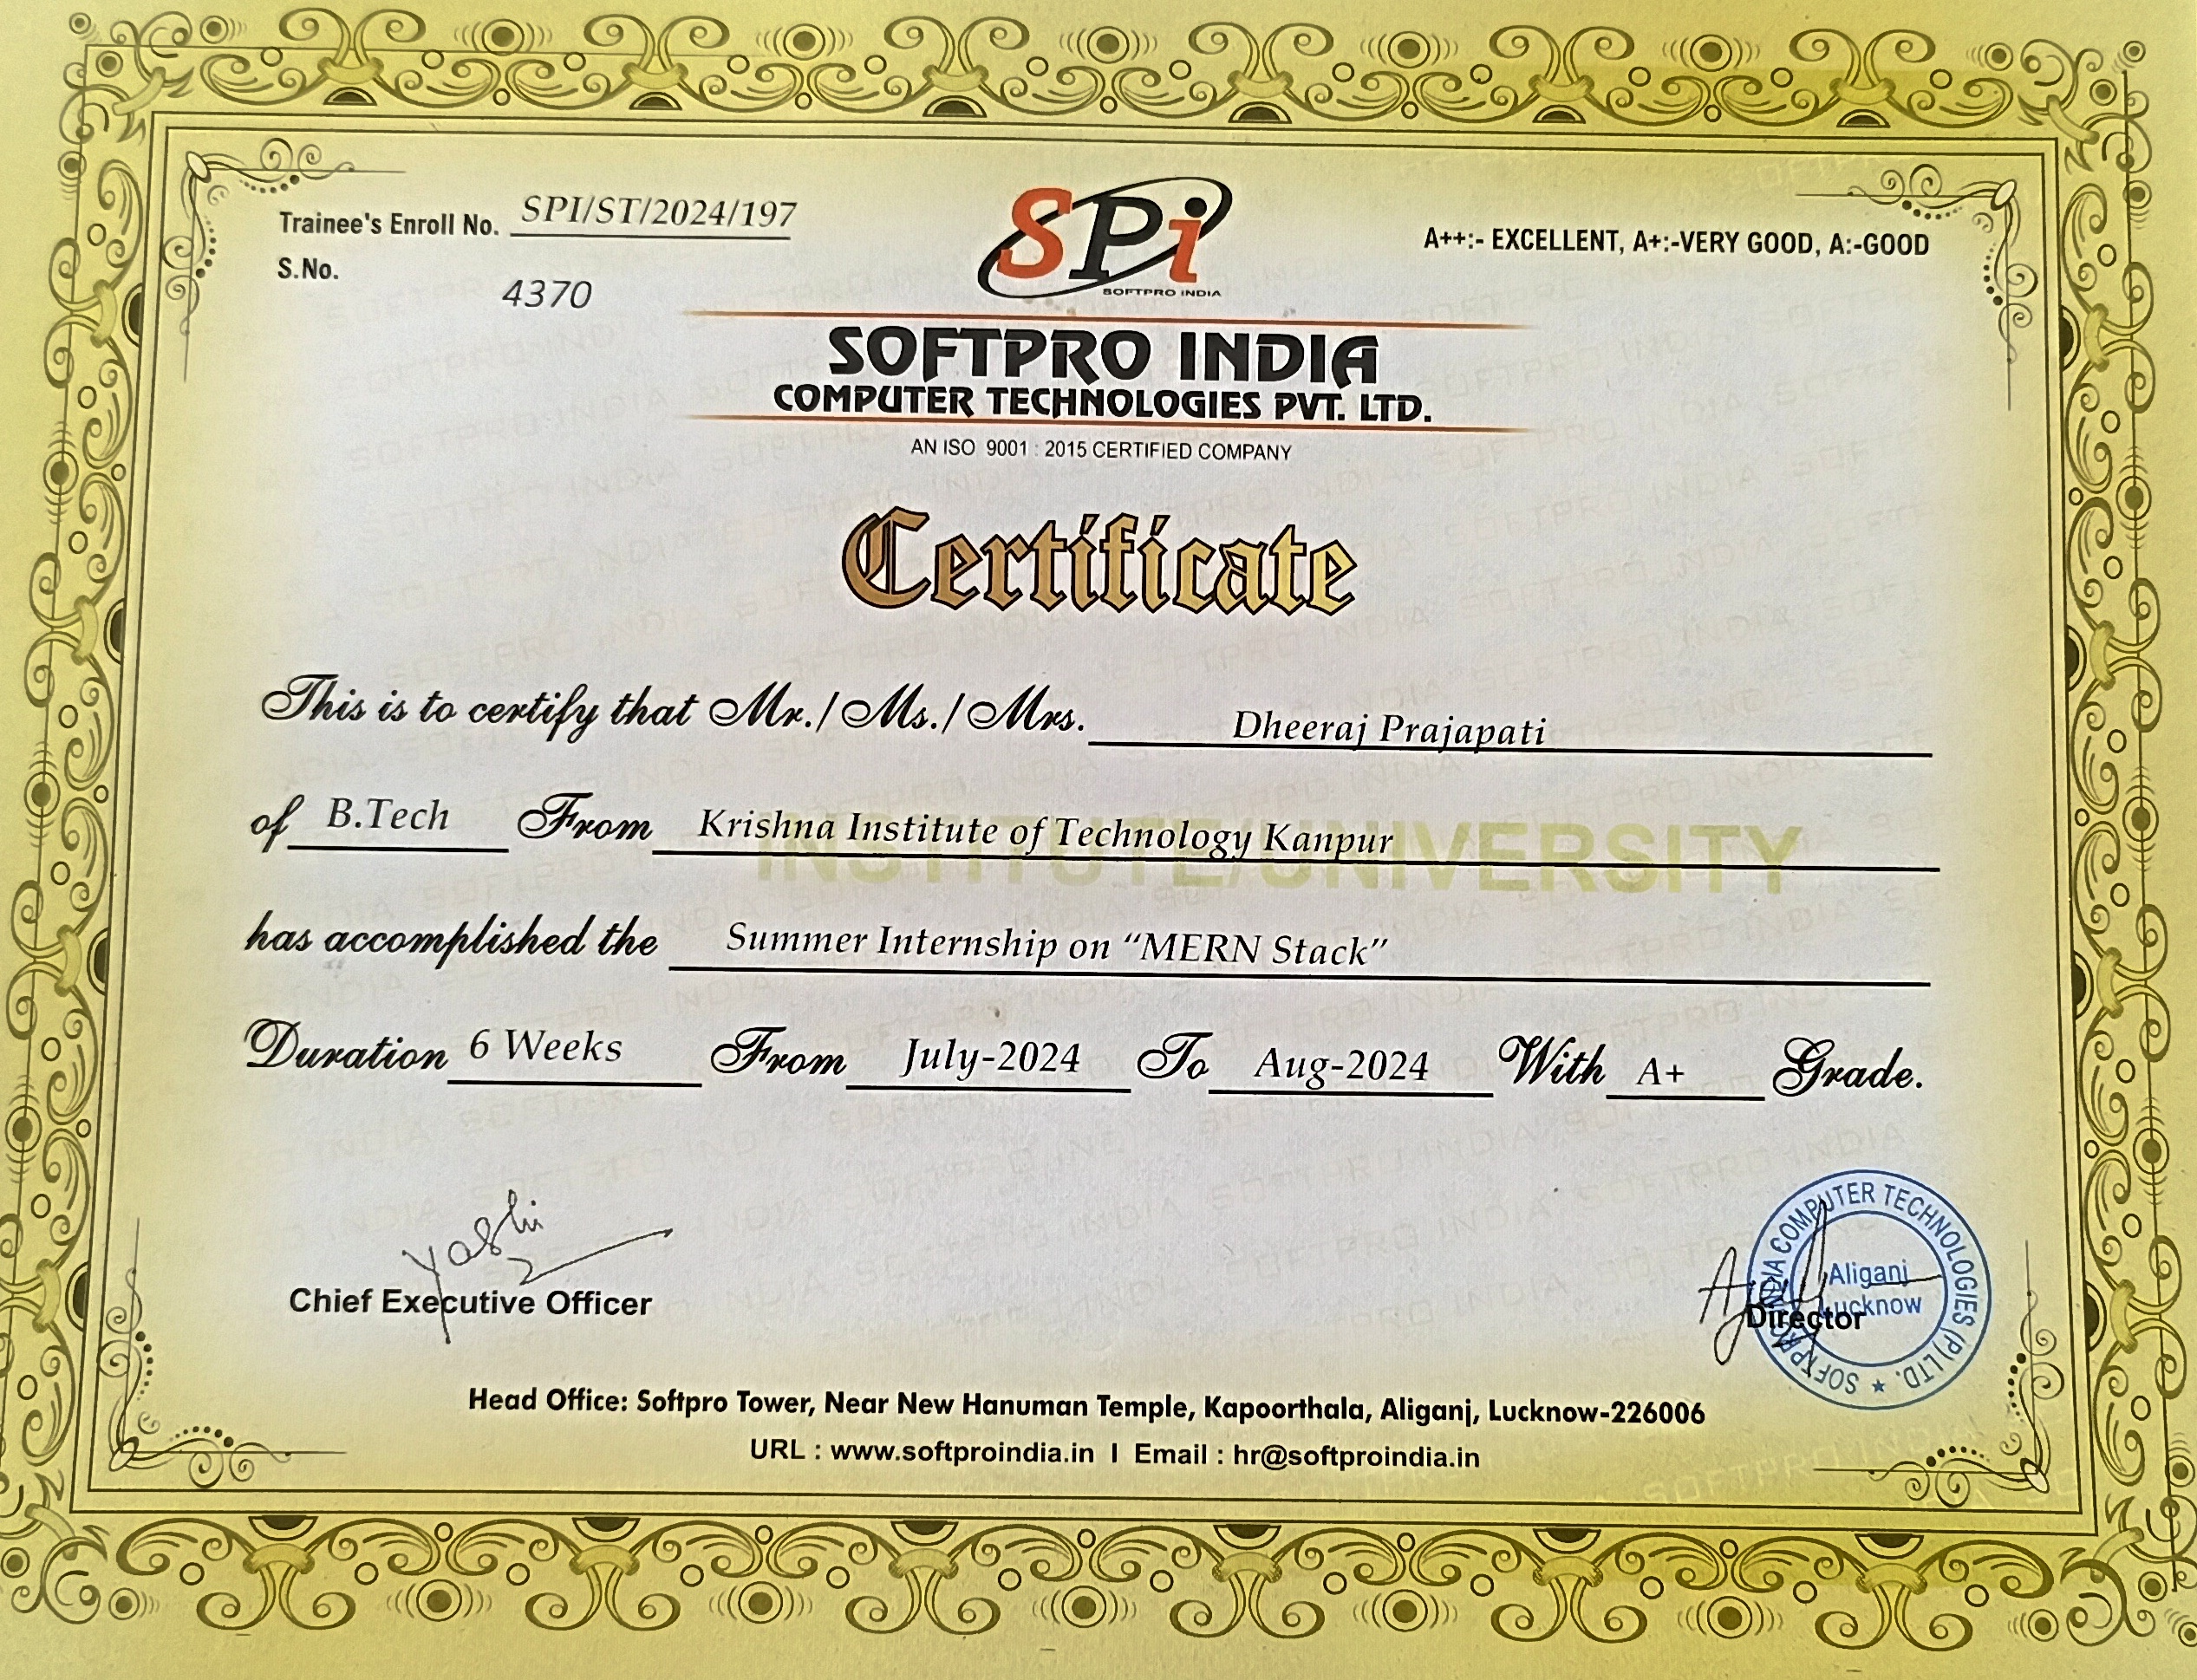 Trainee's Enroll No. SPI/ST/2024/197
S.No. 4370
SPi
SOFTPRO INDIA
A++:- EXCELLENT, A+:-VERY GOOD, A:-GOOD
SOFTPRO INDIA
COMPUTER TECHNOLOGIES PVT. LTD.
AN ISO 9001 : 2015 CERTIFIED COMPANY
Certificate
This is to certify that Mr./Ms./Mrs. Dheeraj Prajapati
of B.Tech From Krishna Institute of Technology Kanpur
INSTITUTE/UNIVERSITY
has accomplished the Summer Internship on “MERN Stack”
Duration 6 Weeks From July-2024 To Aug-2024 With A+ Grade.
Yashi
Chief Executive Officer
Director
SOFTPRO INDIA COMPUTER TECHNOLOGIES (P) LTD.
Aliganj
Lucknow
Head Office: Softpro Tower, Near New Hanuman Temple, Kapoorthala, Aliganj, Lucknow-226006
URL : www.softproindia.in I Email : hr@softproindia.in